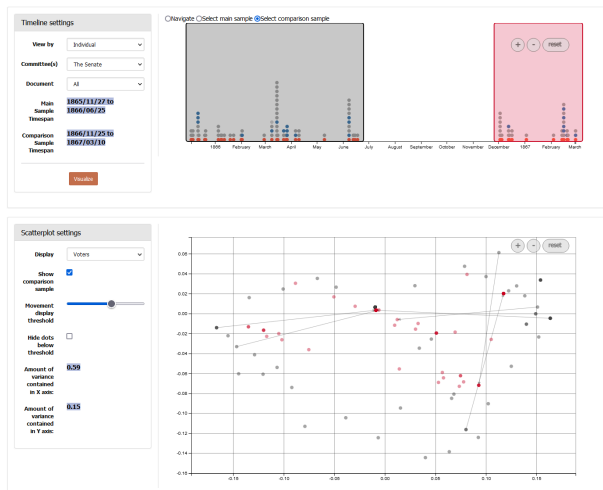 Timeline settings
View by
Individual
Committee(s)
The Senate
Document
All
Main Sample Timespan
1865/11/27 to 1866/06/25
Comparison Sample Timespan
1866/11/25 to 1867/03/10
Visualise
Navigate Select main sample Select comparison sample
+ - reset
1866 February March April May June July August September October November December 1867 February March
Scatterplot settings
Display
Voters
Show comparison sample
Movement display threshold
Hide dots below threshold
Amount of variance contained in X axis
0.59
Amount of variance contained in Y axis
0.15
+ - reset
0.06
0.04
0.02
0.00
-0.02
-0.04
-0.06
-0.08
-0.10
-0.12
-0.14
-0.16
-0.15 -0.10 -0.05 0.00 0.05 0.10 0.15